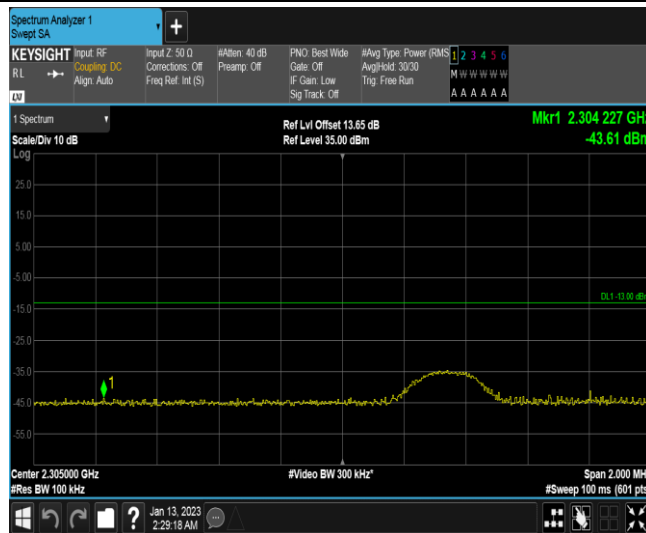 Spectrum Analyzer 1
Swept SA
+
KEYSIGHT
RL
Input: RF
Coupling: DC
Align: Auto
Input Z: 50 Ω
Corrections: Off
Freq Ref: Int (S)
#Atten: 40 dB
Preamp: Off
PNO: Best Wide
Gate: Off
IF Gain: Low
Sig Track: Off
#Avg Type: Power (RMS
Avg|Hold: 30/30
Trig: Free Run
1 2 3 4 5 6
M W W W W W
A A A A A A
1 Spectrum
Scale/Div 10 dB
Ref Lvl Offset 13.65 dB
Ref Level 35.00 dBm
Mkr1 2.304 227 GHz
-43.61 dBm
Log
25.0
15.0
5.00
-5.00
DL1 -13.00 dBm
-15.0
-25.0
-35.0
1
-45.0
-55.0
Center 2.305000 GHz
#Res BW 100 kHz
#Video BW 300 kHz*
Span 2.000 MH
#Sweep 100 ms (601 pts
?
Jan 13, 2023
2:29:18 AM